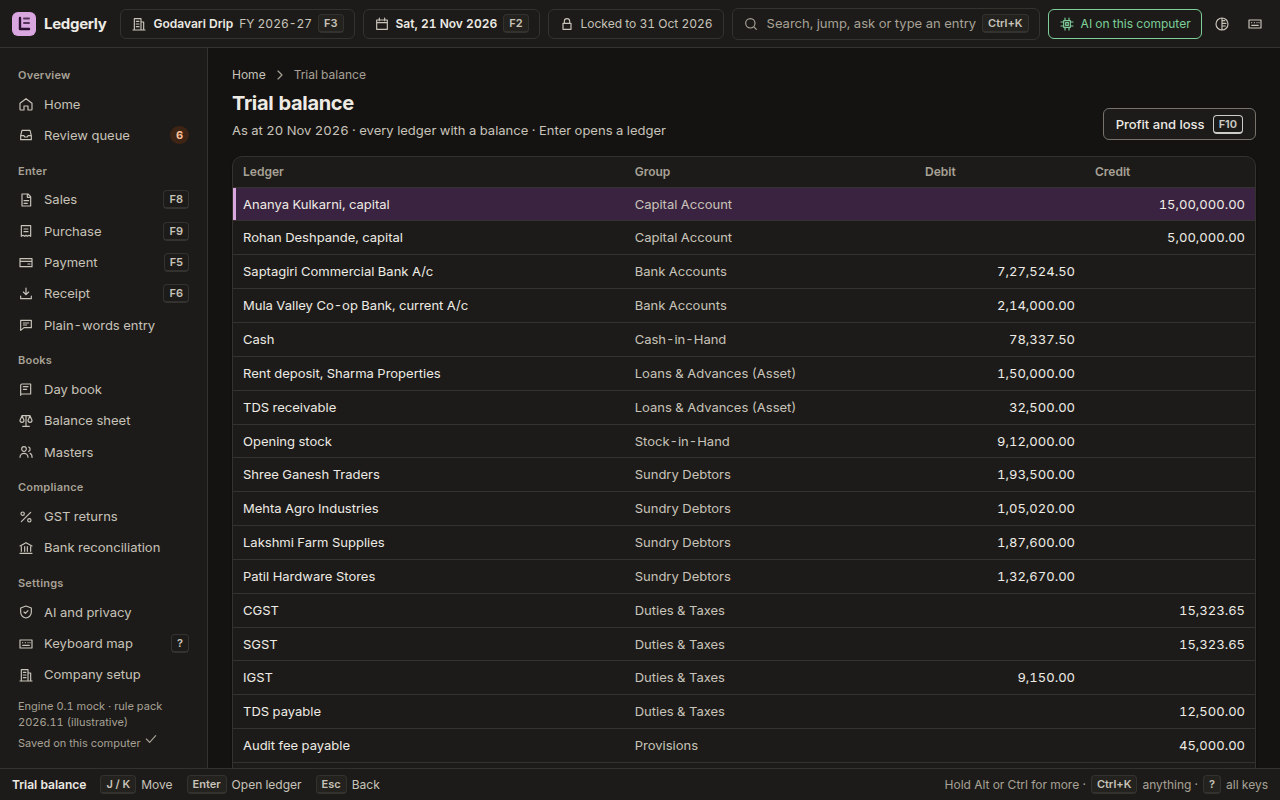 Ledgerly
Godavari Drip FY 2026-27 F3
Sat, 21 Nov 2026 F2
Locked to 31 Oct 2026
Search, jump, ask or type an entry Ctrl+K
AI on this computer
Overview
Home
Review queue 6
Enter
Sales F8
Purchase F9
Payment F5
Receipt F6
Plain-words entry
Books
Day book
Balance sheet
Masters
Compliance
GST returns
Bank reconciliation
Settings
AI and privacy
Keyboard map ?
Company setup
Engine 0.1 mock · rule pack
2026.11 (illustrative)
Saved on this computer
Home Trial balance
Trial balance
As at 20 Nov 2026 · every ledger with a balance · Enter opens a ledger
Profit and loss F10
Ledger Group Debit Credit
Ananya Kulkarni, capital Capital Account 15,00,000.00
Rohan Deshpande, capital Capital Account 5,00,000.00
Saptagiri Commercial Bank A/c Bank Accounts 7,27,524.50
Mula Valley Co-op Bank, current A/c Bank Accounts 2,14,000.00
Cash Cash-in-Hand 78,337.50
Rent deposit, Sharma Properties Loans & Advances (Asset) 1,50,000.00
TDS receivable Loans & Advances (Asset) 32,500.00
Opening stock Stock-in-Hand 9,12,000.00
Shree Ganesh Traders Sundry Debtors 1,93,500.00
Mehta Agro Industries Sundry Debtors 1,05,020.00
Lakshmi Farm Supplies Sundry Debtors 1,87,600.00
Patil Hardware Stores Sundry Debtors 1,32,670.00
CGST Duties & Taxes 15,323.65
SGST Duties & Taxes 15,323.65
IGST Duties & Taxes 9,150.00
TDS payable Duties & Taxes 12,500.00
Audit fee payable Provisions 45,000.00
Trial balance J / K Move Enter Open ledger Esc Back
Hold Alt or Ctrl for more · Ctrl+K anything · ? all keys